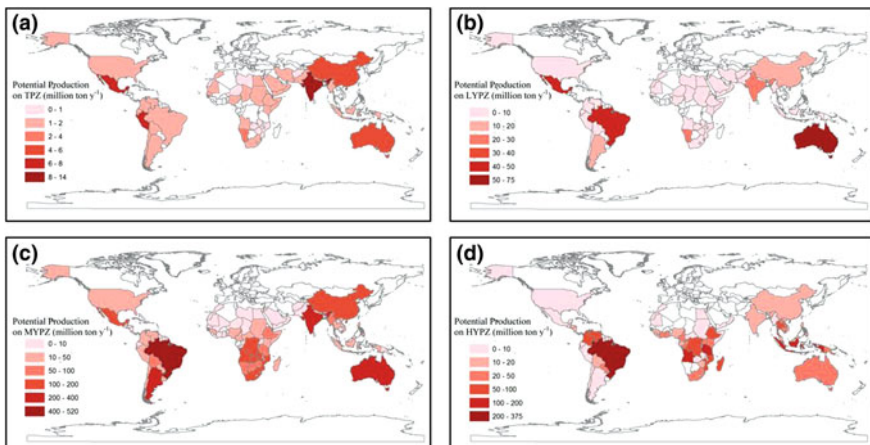 (a)
Potential Production
on TPZ (million ton y⁻¹)
0 - 1
1 - 2
2 - 4
4 - 6
6 - 8
8 - 14
(b)
Potential Production
on LYPZ (million ton y⁻¹)
0 - 10
10 - 20
20 - 30
30 - 40
40 - 50
50 - 75
(c)
Potential Production
on MYPZ (million ton y⁻¹)
0 - 10
10 - 50
50 - 100
100 - 200
200 - 400
400 - 520
(d)
Potential Production
on HYPZ (million ton y⁻¹)
0 - 10
10 - 20
20 - 50
50 -100
100 - 200
200 - 375